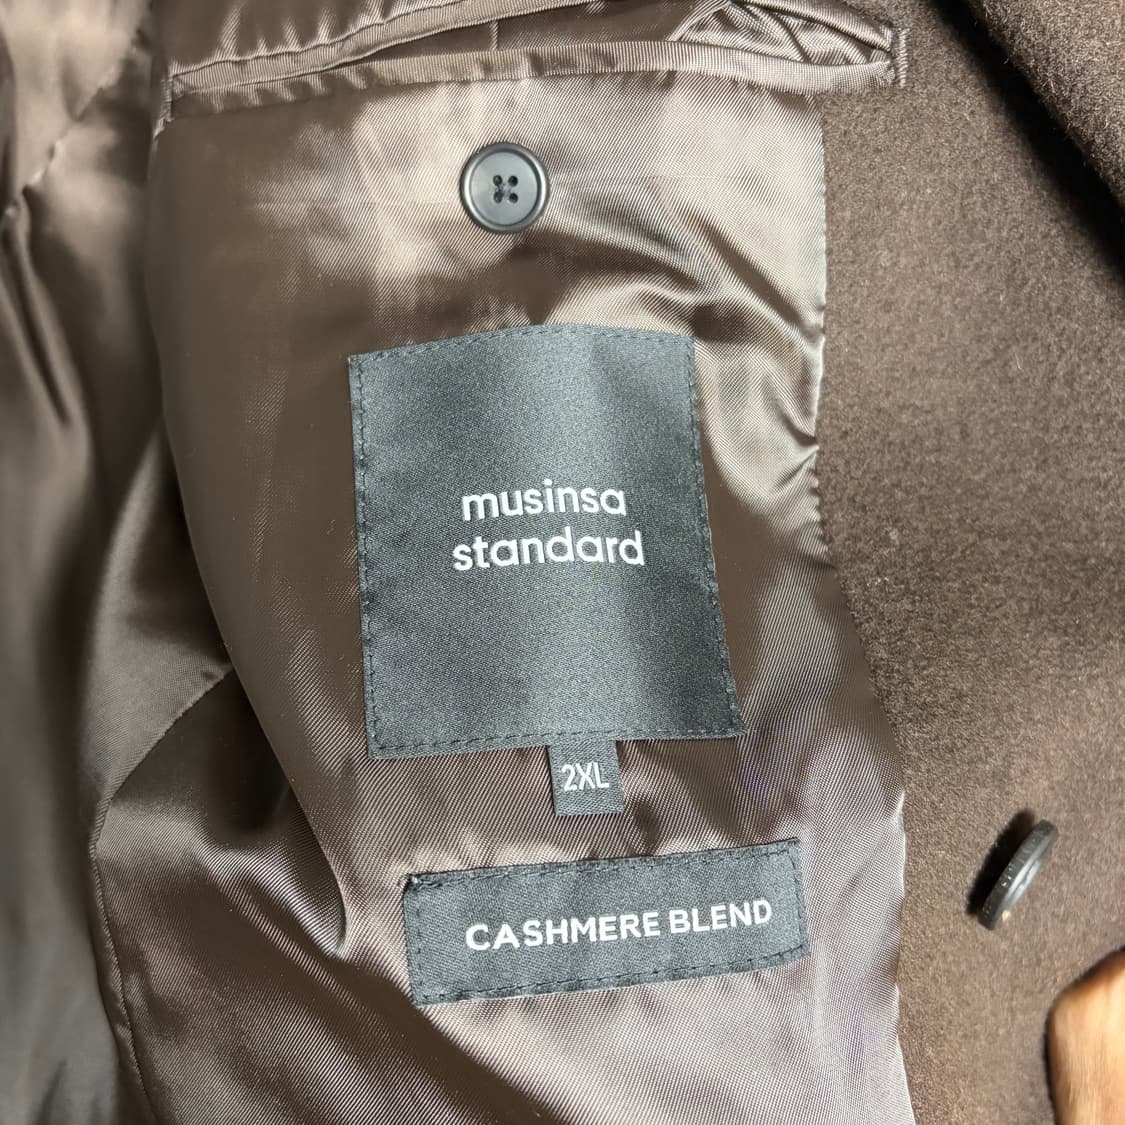 musinsa
standard
2XL
CASHMERE BLEND